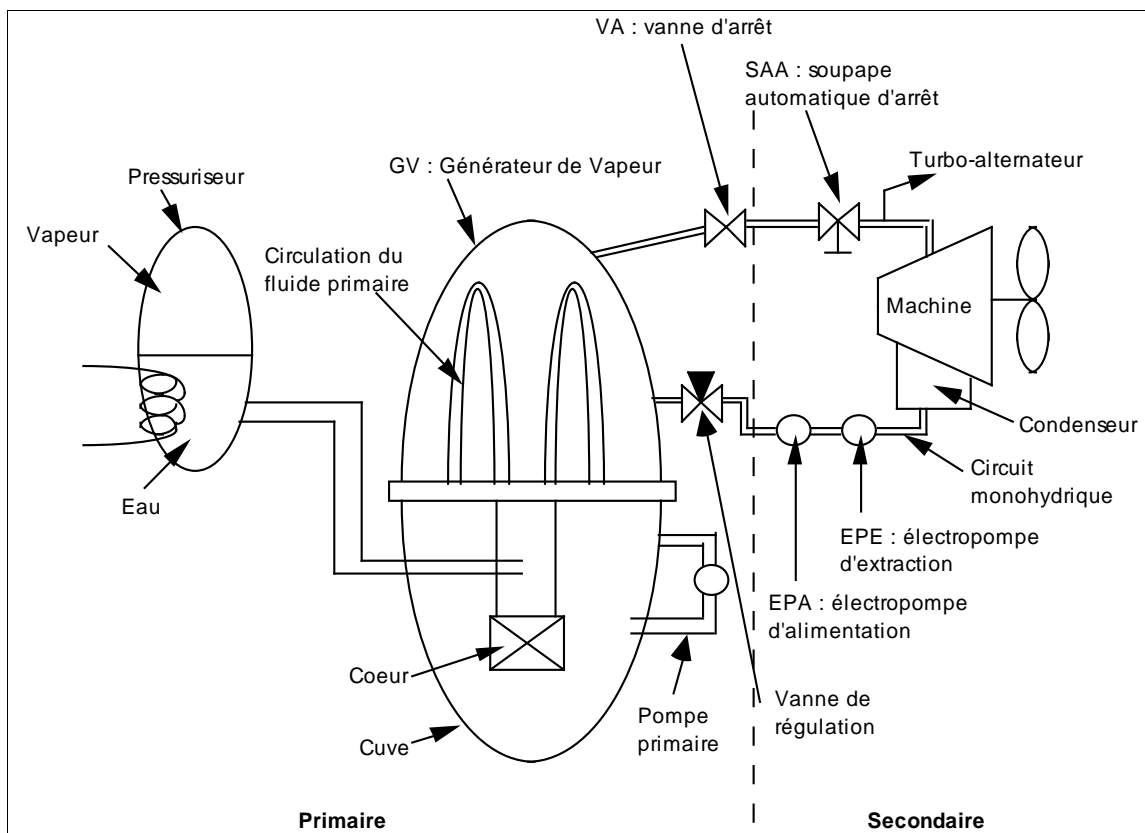 VA : vanne d'arrêt
SAA : soupape
automatique d'arrêt
GV : Générateur de Vapeur
Turbo-alternateur
Pressuriseur
Vapeur
Circulation du
fluide primaire
Machine
Condenseur
Circuit
monohydrique
Eau
EPE : électropompe
d'extraction
EPA : électropompe
d'alimentation
Coeur
Pompe
primaire
Vanne de
régulation
Cuve
Primaire
Secondaire